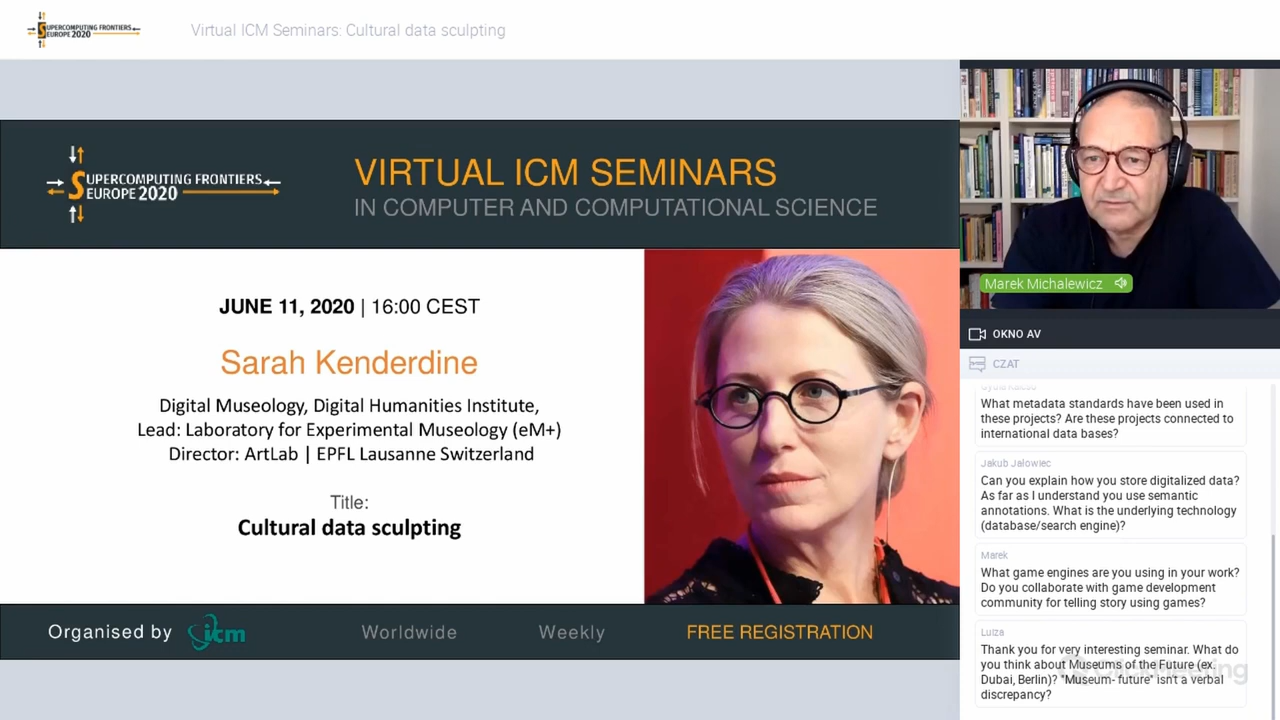 SUPERCOMPUTING FRONTIERS
EUROPE 2020
Virtual ICM Seminars: Cultural data sculpting
SUPERCOMPUTING FRONTIERS
EUROPE 2020
VIRTUAL ICM SEMINARS
IN COMPUTER AND COMPUTATIONAL SCIENCE
JUNE 11, 2020 | 16:00 CEST
Sarah Kenderdine
Digital Museology, Digital Humanities Institute,
Lead: Laboratory for Experimental Museology (eM+)
Director: ArtLab | EPFL Lausanne Switzerland
Title:
Cultural data sculpting
Organised by icm
Worldwide
Weekly
FREE REGISTRATION
Marek Michalewicz
OKNO AV
CZAT
What metadata standards have been used in
these projects? Are these projects connected to
international data bases?
Jakub Jałowiec
Can you explain how you store digitalized data?
As far as I understand you use semantic
annotations. What is the underlying technology
(database/search engine)?
Marek
What game engines are you using in your work?
Do you collaborate with game development
community for telling story using games?
Luiza
Thank you for very interesting seminar. What do
you think about Museums of the Future (ex.
Dubai, Berlin)? "Museum- future" isnt a verbal
discrepancy?
ClickMeeting